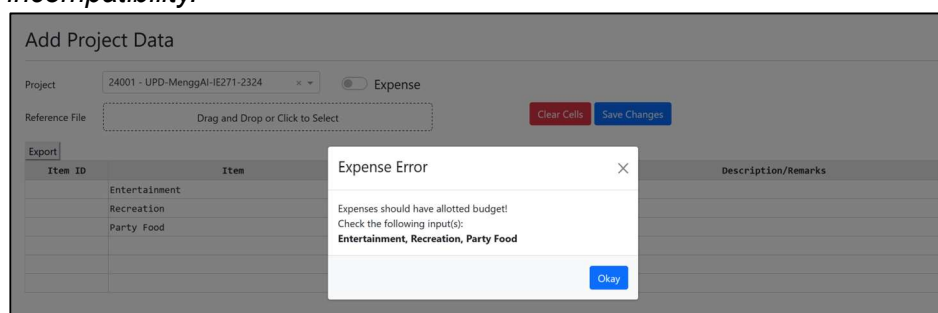 incompatibility.
Add Project Data
Project
24001 - UPD-MenggAI-IE271-2324
Expense
Reference File
Drag and Drop or Click to Select
Clear Cells
Save Changes
Export
Item ID
Item
Description/Remarks
Entertainment
Recreation
Party Food
Expense Error
Expenses should have allotted budget!
Check the following input(s):
Entertainment, Recreation, Party Food
Okay